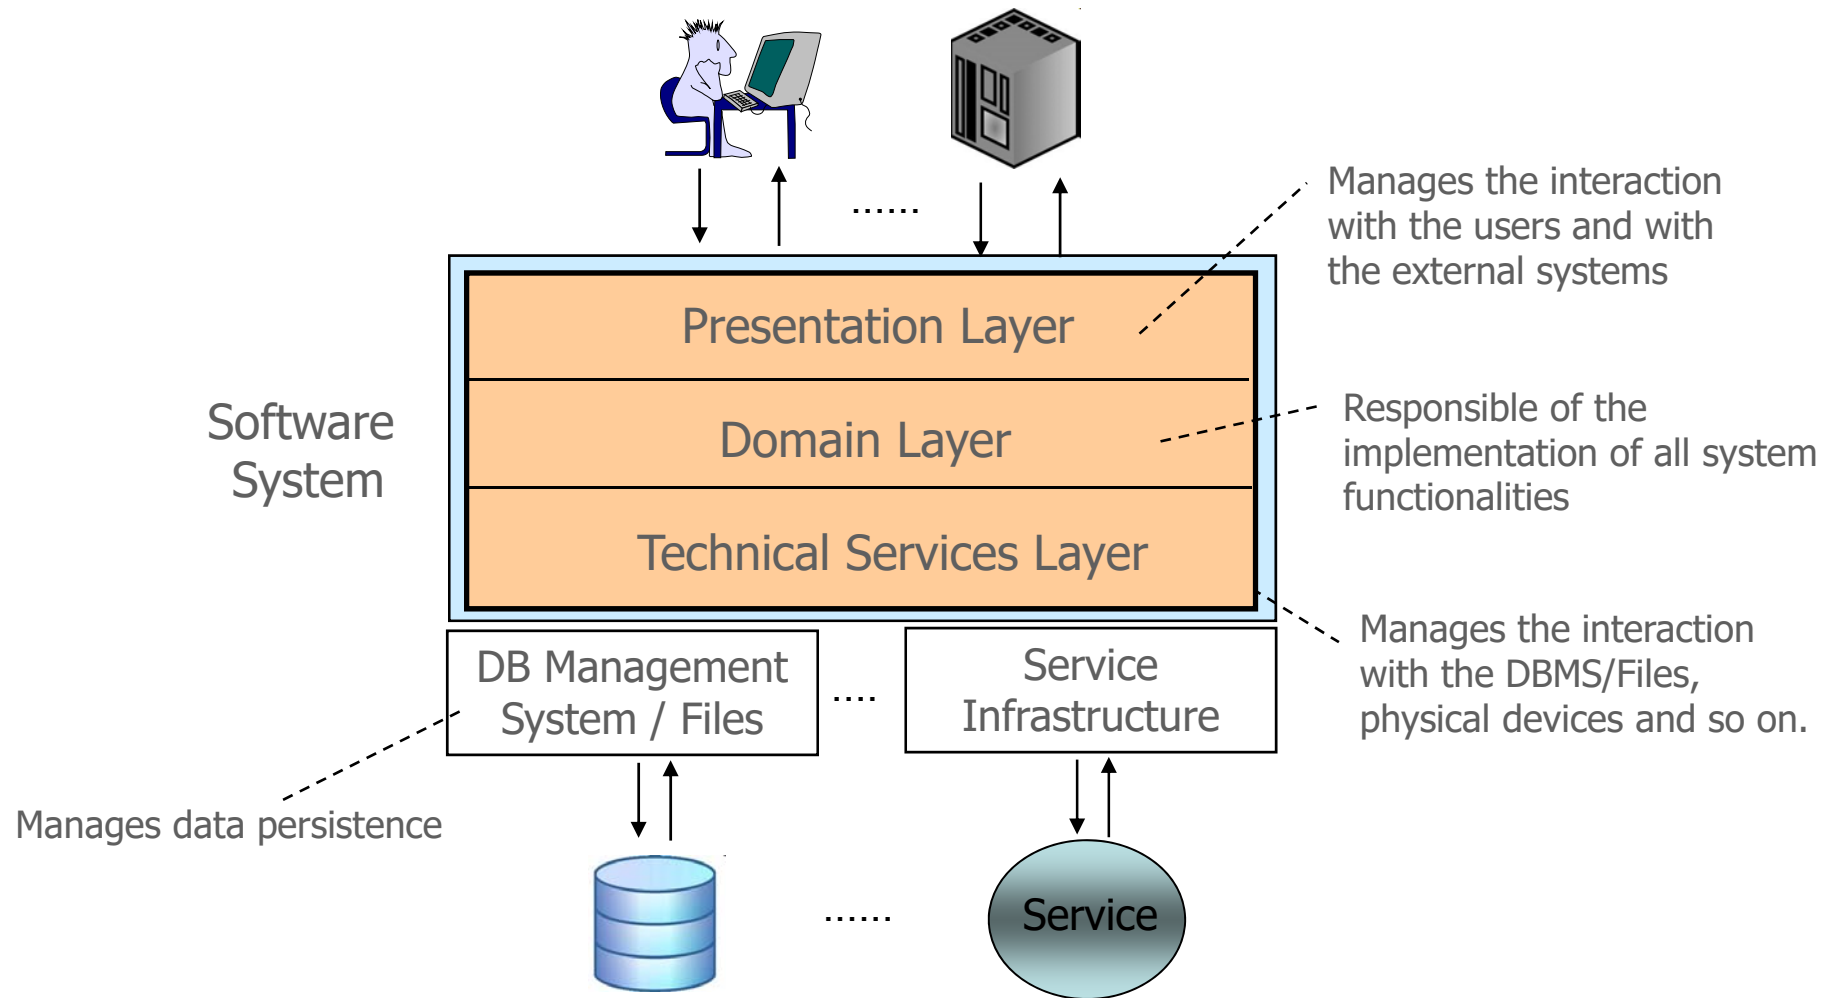 ......
Manages the interaction
with the users and with
the external systems
Presentation Layer
Software
System
Domain Layer
Responsible of the
implementation of all system
functionalities
Technical Services Layer
Manages the interaction
with the DBMS/Files,
physical devices and so on.
DB Management
System / Files
....
Service
Infrastructure
Manages data persistence
......
Service